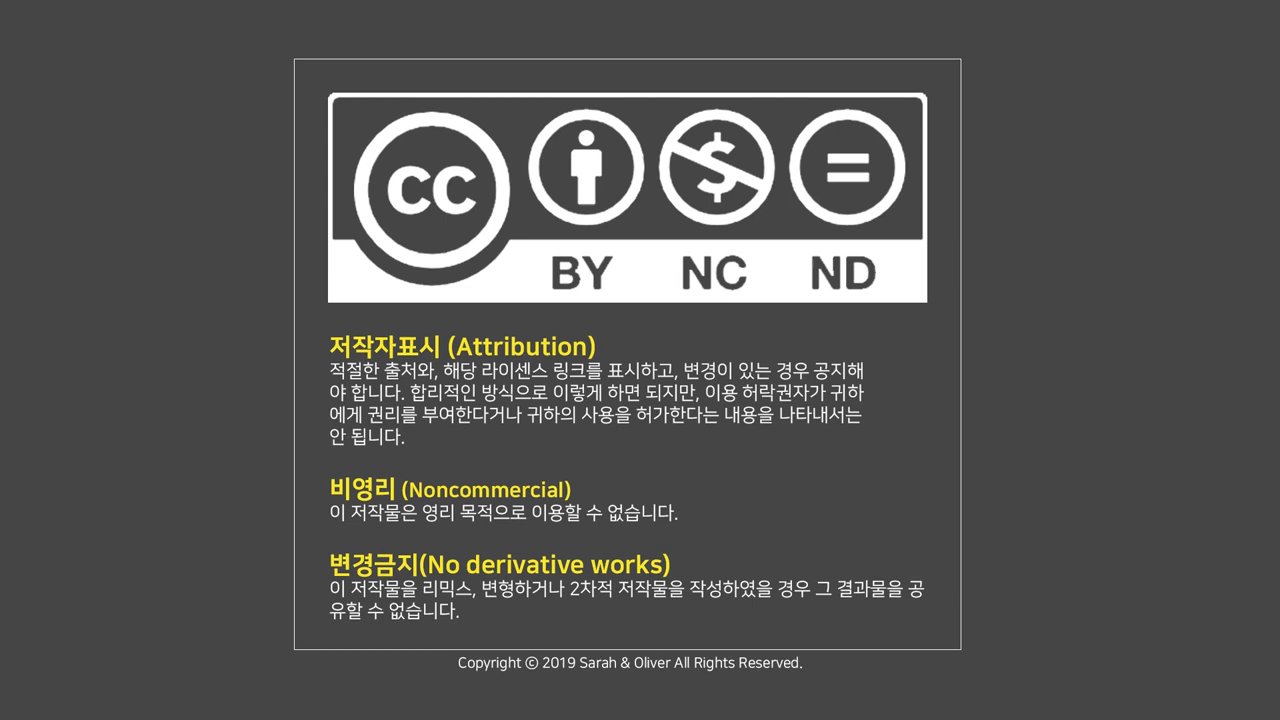 cc $ =
BY NC ND
저작자표시 (Attribution)
적절한 출처와, 해당 라이센스 링크를 표시하고, 변경이 있는 경우 공지해
야 합니다. 합리적인 방식으로 이렇게 하면 되지만, 이용 허락권자가 귀하
에게 권리를 부여한다거나 귀하의 사용을 허가한다는 내용을 나타내서는
안 됩니다.
비영리 (Noncommercial)
이 저작물은 영리 목적으로 이용할 수 없습니다.
변경금지(No derivative works)
이 저작물을 리믹스, 변형하거나 2차적 저작물을 작성하였을 경우 그 결과물을 공
유할 수 없습니다.
Copyright ⓒ 2019 Sarah & Oliver All Rights Reserved.